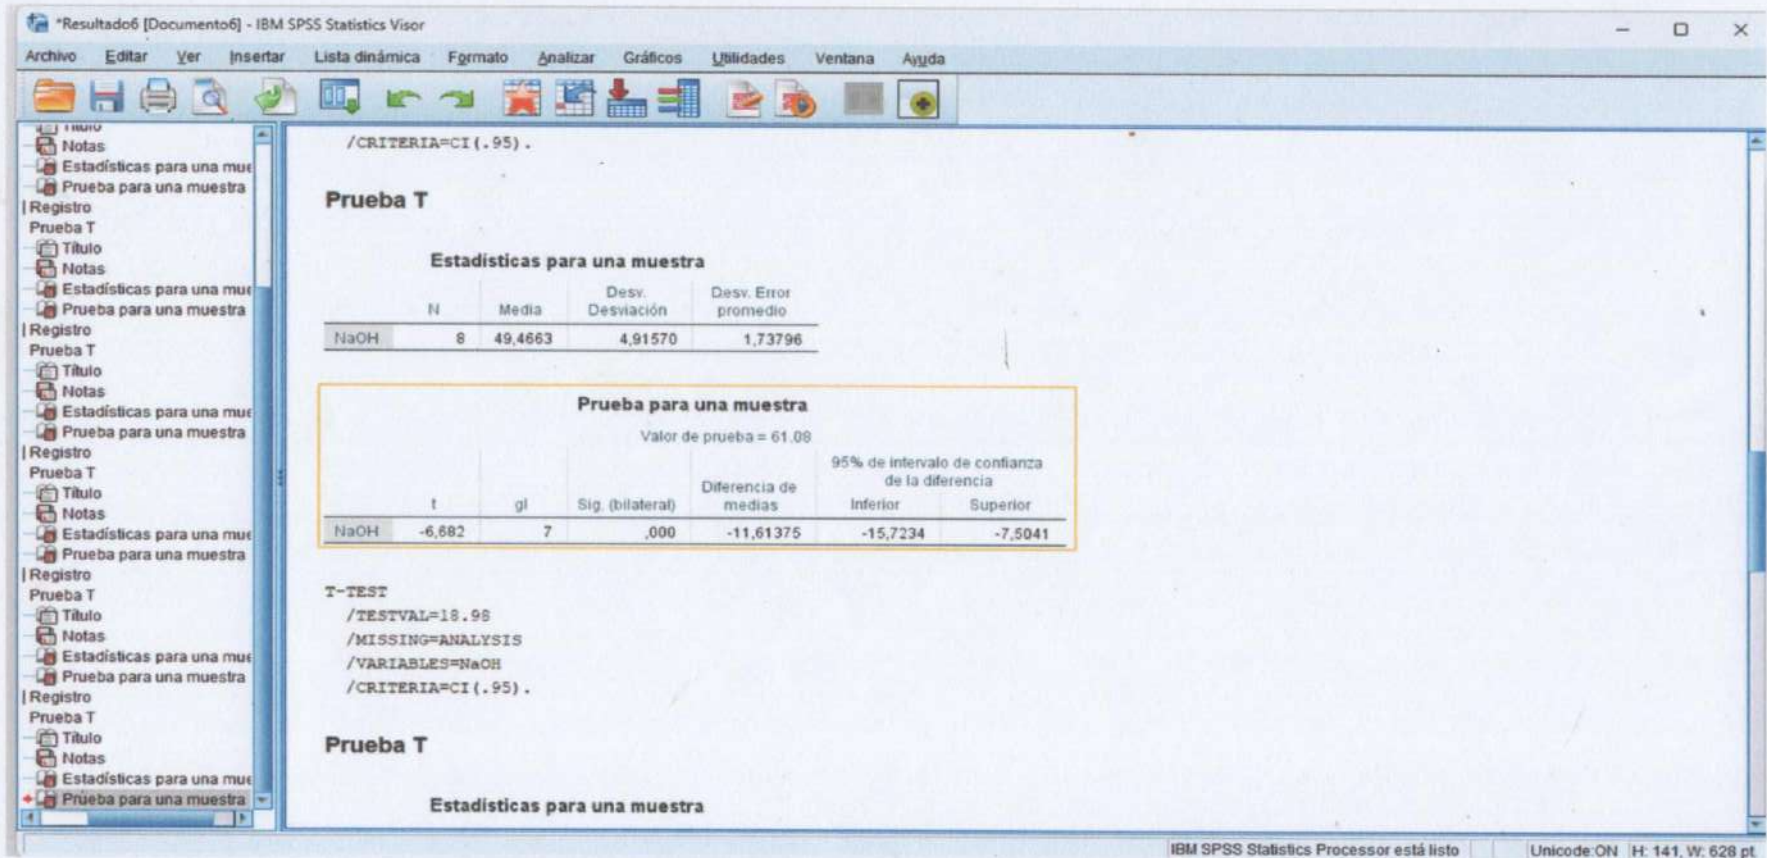 *Resultado6 [Documento6] - IBM SPSS Statistics Visor
Archivo Editar Ver Insertar Lista dinámica Formato Analizar Gráficos Utilidades Ventana Ayuda
Título
Notas
Estadísticas para una mue
Prueba para una muestra
Registro
Prueba T
Título
Notas
Estadísticas para una mue
Prueba para una muestra
Registro
Prueba T
Título
Notas
Estadísticas para una mue
Prueba para una muestra
Registro
Prueba T
Título
Notas
Estadísticas para una mue
Prueba para una muestra
Registro
Prueba T
Título
Notas
Estadísticas para una mue
Prueba para una muestra
Registro
Prueba T
Título
Notas
Estadísticas para una mue
Prueba para una muestra
/CRITERIA=CI(.95).
Prueba T
Estadísticas para una muestra
N Media Desv. Desviación Desv. Error promedio
NaOH 8 49,4663 4,91570 1,73796
Prueba para una muestra
Valor de prueba = 61.08
95% de intervalo de confianza de la diferencia
t gl Sig. (bilateral) Diferencia de medias Inferior Superior
NaOH -6,682 7 ,000 -11,61375 -15,7234 -7,5041
T-TEST
/TESTVAL=18.98
/MISSING=ANALYSIS
/VARIABLES=NaOH
/CRITERIA=CI(.95).
Prueba T
Estadísticas para una muestra
IBM SPSS Statistics Processor está listo Unicode:ON H: 141, W: 628 pt.